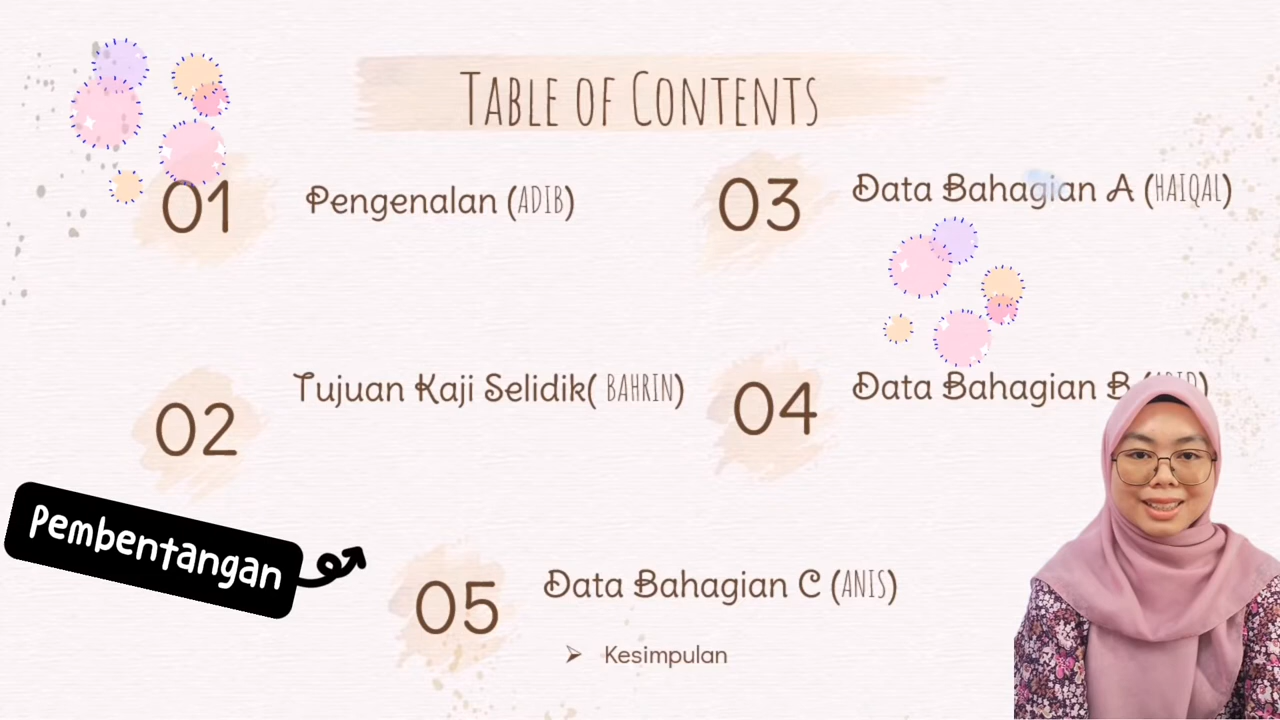 Table of Contents
01
Pengenalan (ADIB)
02
Tujuan Kaji Selidik( BAHRIN)
03
Data Bahagian A (HAIQAL)
04
Data Bahagian B
05
Data Bahagian C (ANIS)
➢ Kesimpulan
Pembentangan